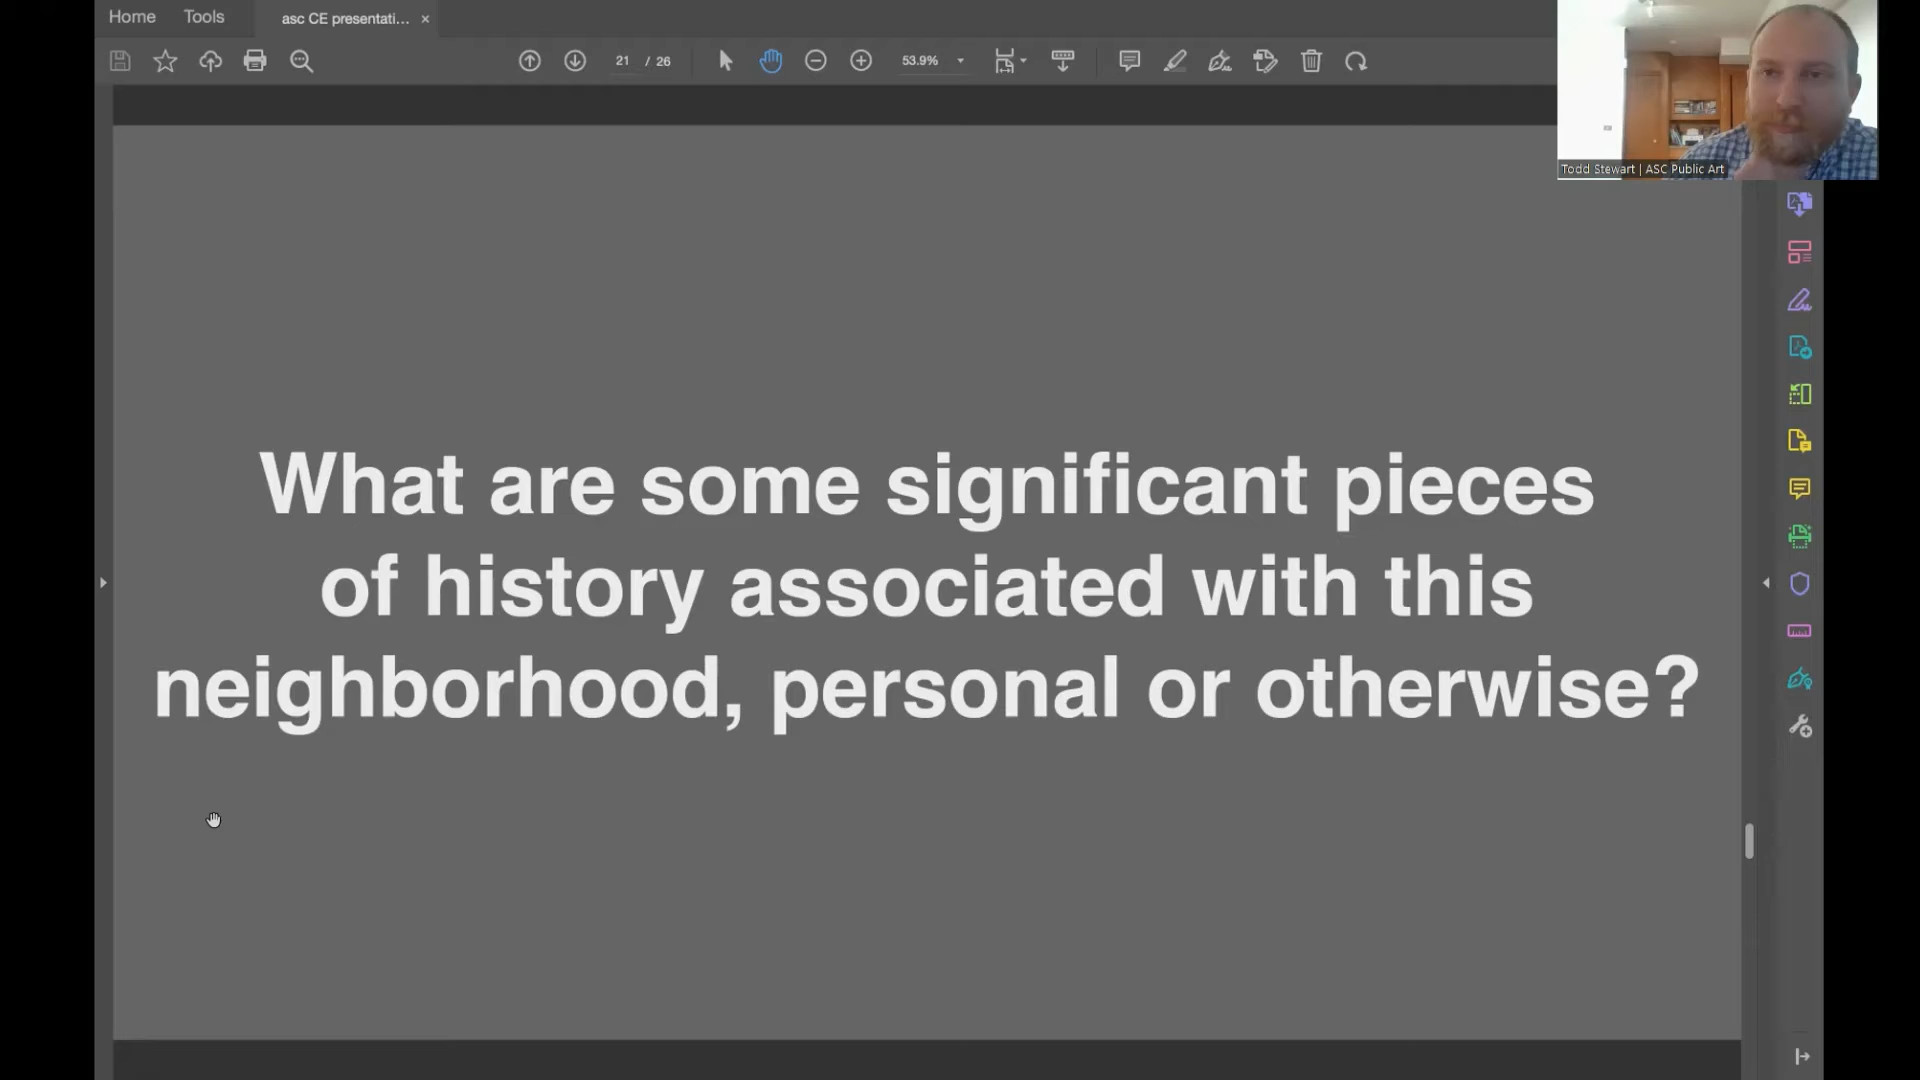 Home Tools asc CE presentati... ×
21 / 26 53.9%
Todd Stewart | ASC Public Art
What are some significant pieces
of history associated with this
neighborhood, personal or otherwise?